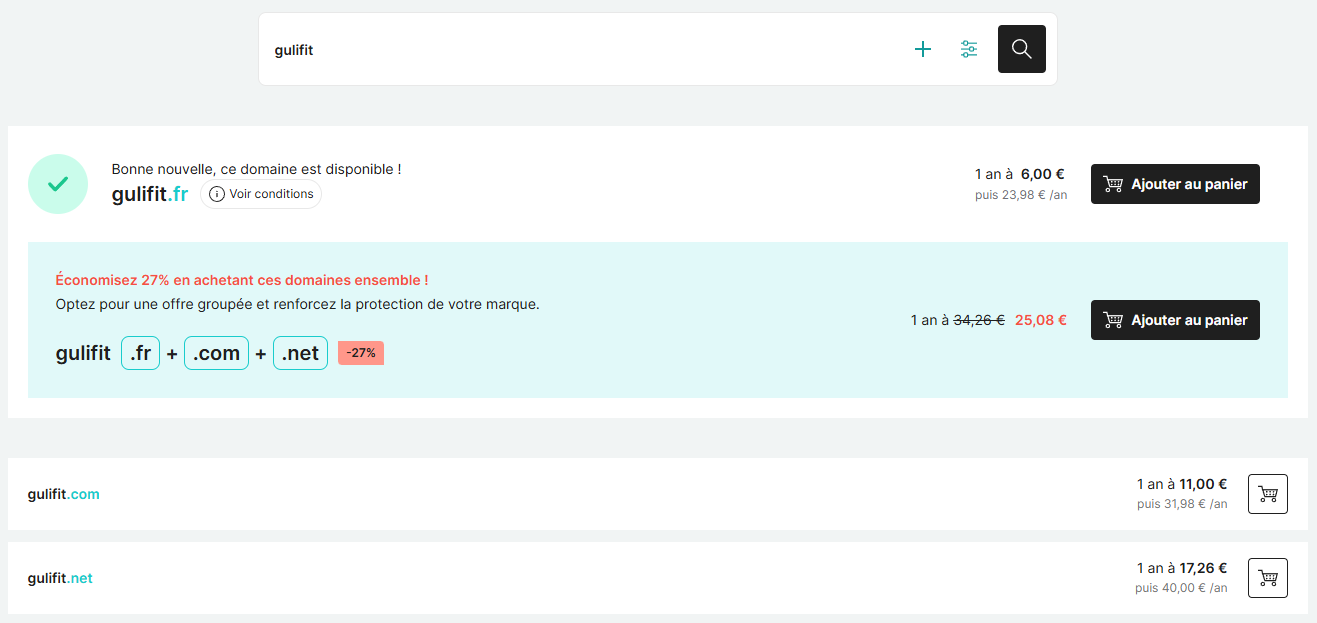 gulifit
Bonne nouvelle, ce domaine est disponible !
gulifit.fr Voir conditions
1 an à 6,00 €
puis 23,98 € /an
Ajouter au panier
Économisez 27% en achetant ces domaines ensemble !
Optez pour une offre groupée et renforcez la protection de votre marque.
gulifit .fr + .com + .net -27%
1 an à 34,26 € 25,08 €
Ajouter au panier
gulifit.com
1 an à 11,00 €
puis 31,98 € /an
gulifit.net
1 an à 17,26 €
puis 40,00 € /an